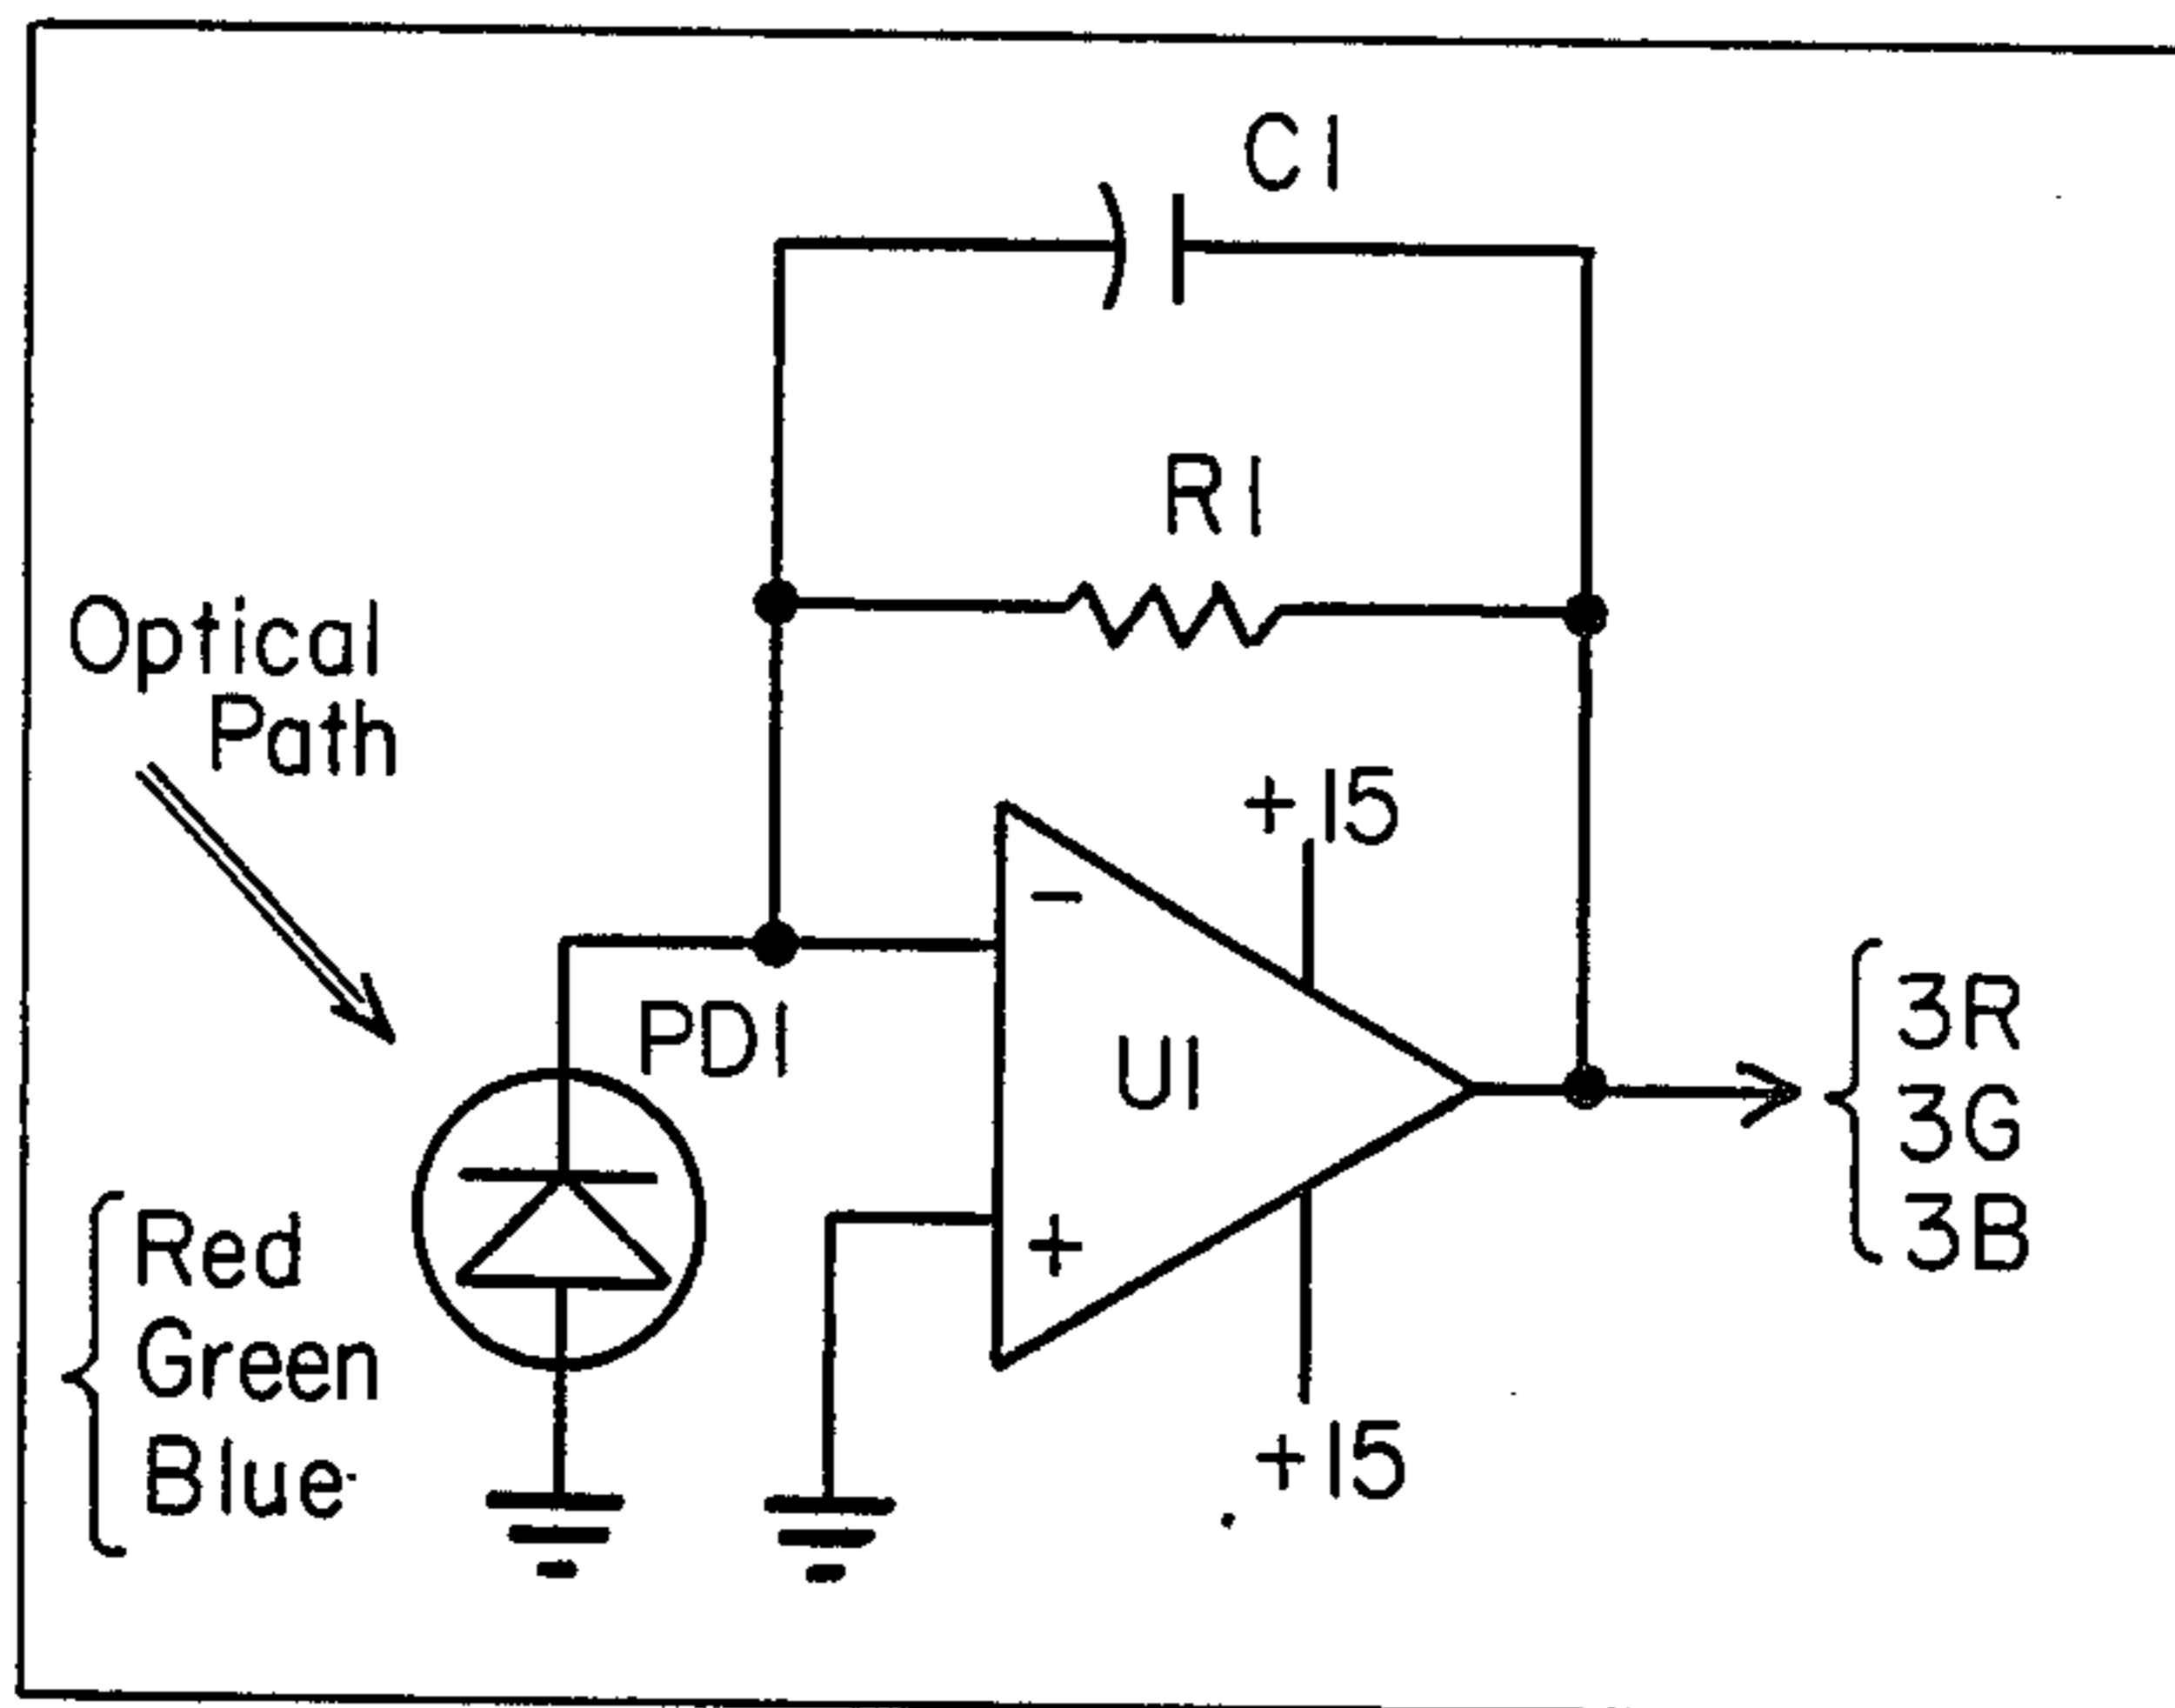 C1
R1
Optical
Path
+15
-
PD1
U1
3R
3G
3B
+
Red
Green
Blue
+15